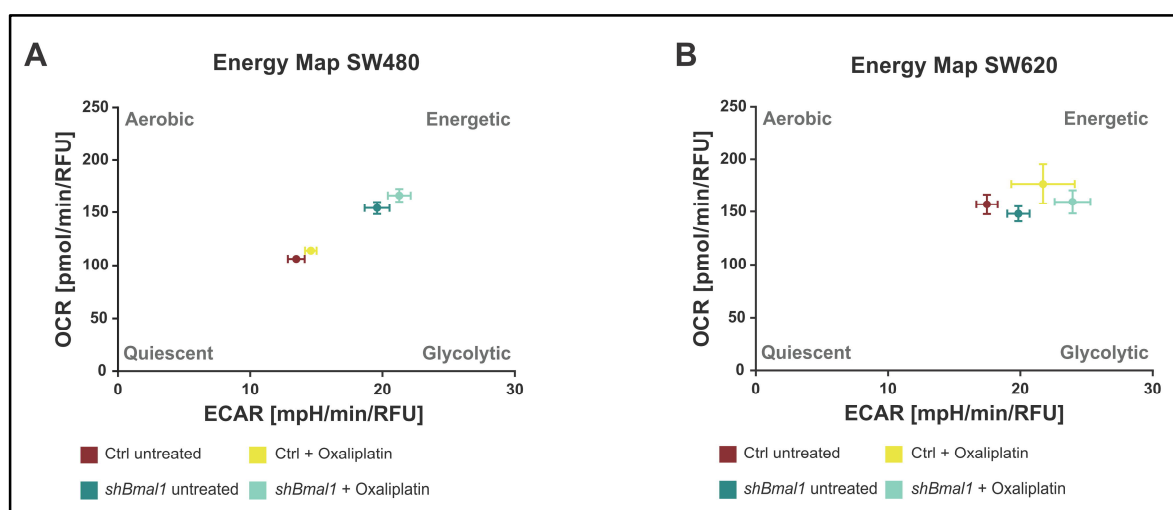 A
Energy Map SW480
250
Aerobic
Energetic
200
150
100
50
Quiescent
Glycolytic
0
0
10
20
30
OCR [pmol/min/RFU]
ECAR [mpH/min/RFU]
Ctrl untreated
Ctrl + Oxaliplatin
shBmal1 untreated
shBmal1 + Oxaliplatin
B
Energy Map SW620
250
Aerobic
Energetic
200
150
100
50
Quiescent
Glycolytic
0
0
10
20
30
OCR [pmol/min/RFU]
ECAR [mpH/min/RFU]
Ctrl untreated
Ctrl + Oxaliplatin
shBmal1 untreated
shBmal1 + Oxaliplatin